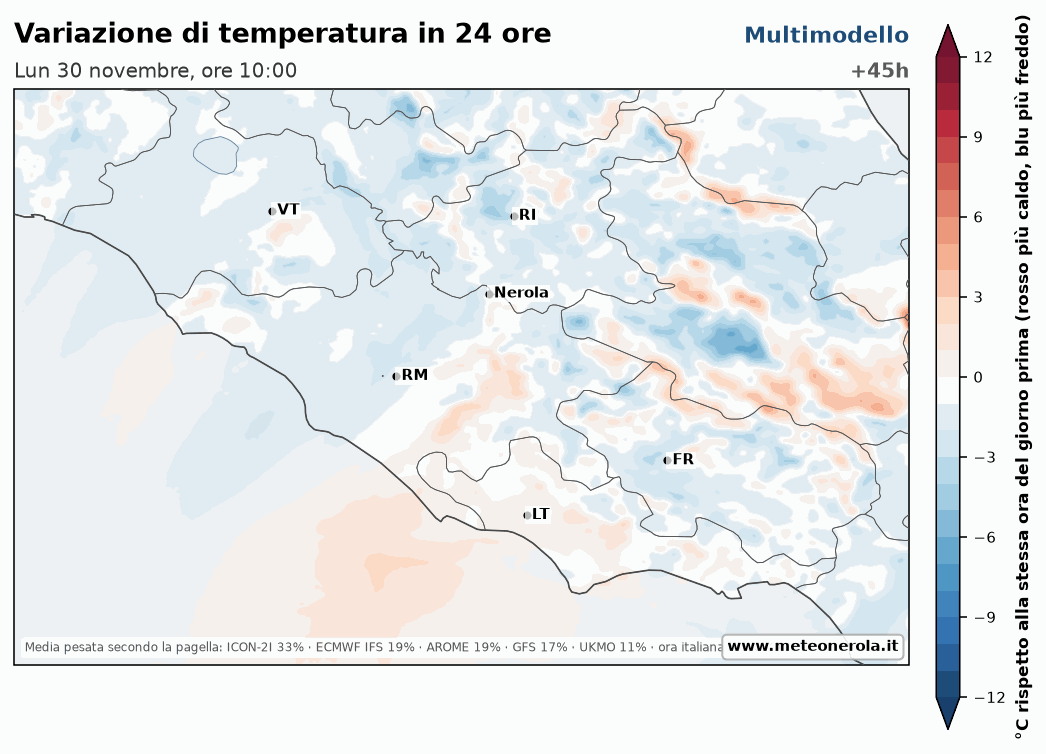 Variazione di temperatura in 24 ore
Multimodello
Lun 30 novembre, ore 10:00
+45h
VT
RI
Nerola
RM
FR
LT
Media pesata secondo la pagella: ICON-2I 33% · ECMWF IFS 19% · AROME 19% · GFS 17% · UKMO 11% · ora italiana
www.meteonerola.it
12
9
6
3
0
−3
−6
−9
−12
°C rispetto alla stessa ora del giorno prima (rosso più caldo, blu più freddo)